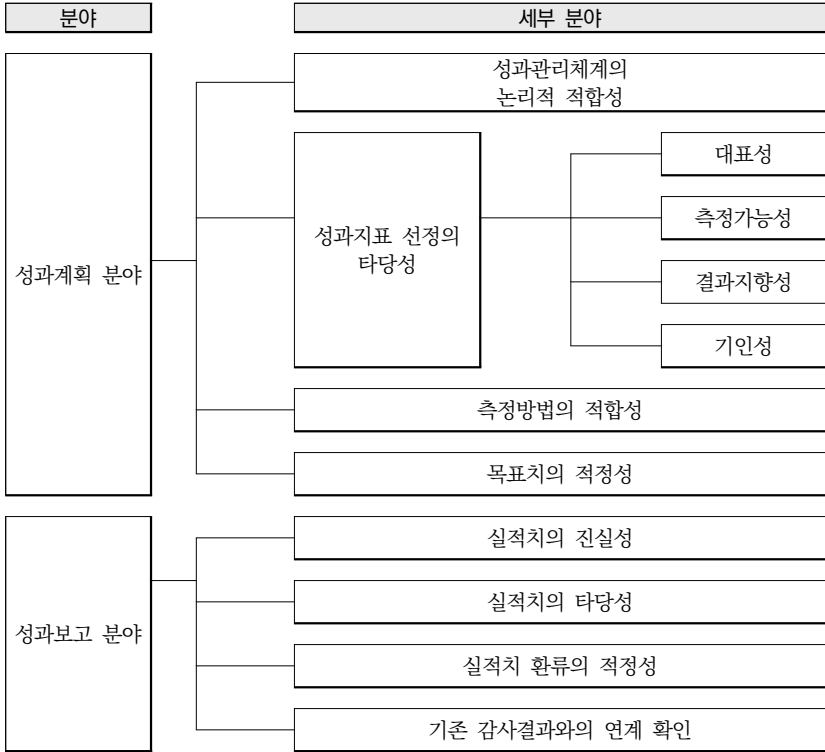 분야
세부 분야
성과계획 분야
성과관리체계의
논리적 적합성
성과지표 선정의
타당성
대표성
측정가능성
결과지향성
기인성
측정방법의 적합성
목표치의 적정성
성과보고 분야
실적치의 진실성
실적치의 타당성
실적치 환류의 적정성
기존 감사결과와의 연계 확인